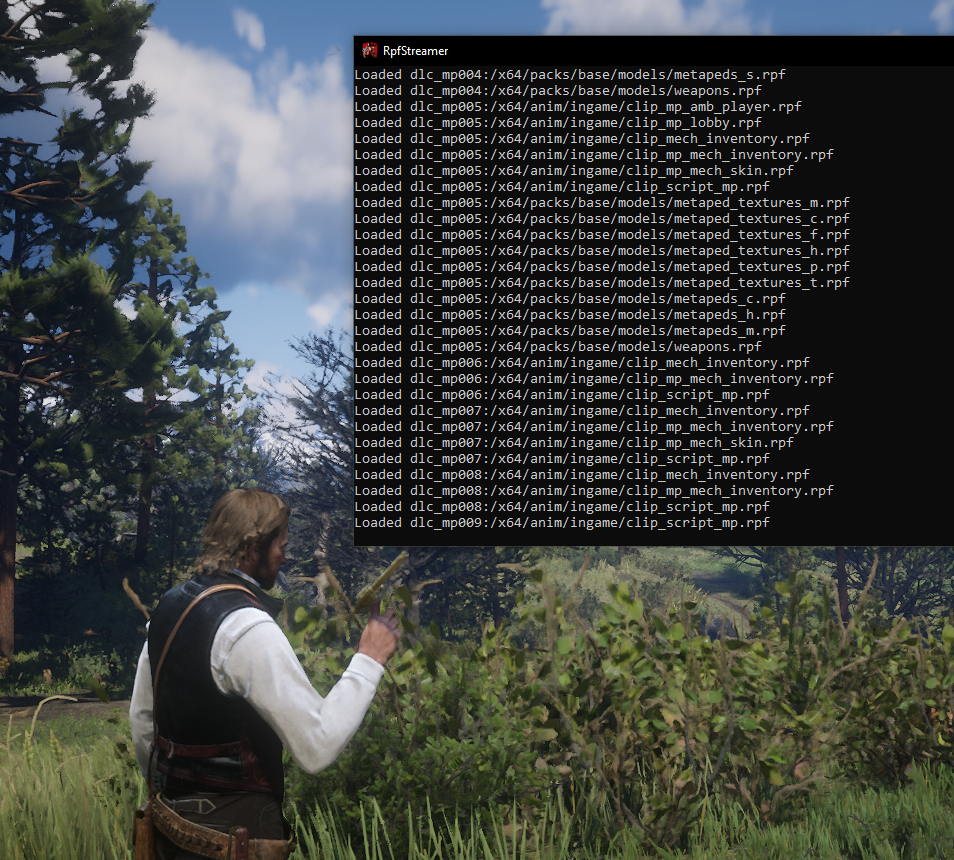 RpfStreamer
Loaded dlc_mp004:/x64/packs/base/models/metapeds_s.rpf
Loaded dlc_mp004:/x64/packs/base/models/weapons.rpf
Loaded dlc_mp005:/x64/anim/ingame/clip_mp_amb_player.rpf
Loaded dlc_mp005:/x64/anim/ingame/clip_mp_lobby.rpf
Loaded dlc_mp005:/x64/anim/ingame/clip_mech_inventory.rpf
Loaded dlc_mp005:/x64/anim/ingame/clip_mp_mech_inventory.rpf
Loaded dlc_mp005:/x64/anim/ingame/clip_mp_mech_skin.rpf
Loaded dlc_mp005:/x64/anim/ingame/clip_script_mp.rpf
Loaded dlc_mp005:/x64/packs/base/models/metaped_textures_m.rpf
Loaded dlc_mp005:/x64/packs/base/models/metaped_textures_c.rpf
Loaded dlc_mp005:/x64/packs/base/models/metaped_textures_f.rpf
Loaded dlc_mp005:/x64/packs/base/models/metaped_textures_h.rpf
Loaded dlc_mp005:/x64/packs/base/models/metaped_textures_p.rpf
Loaded dlc_mp005:/x64/packs/base/models/metaped_textures_t.rpf
Loaded dlc_mp005:/x64/packs/base/models/metapeds_c.rpf
Loaded dlc_mp005:/x64/packs/base/models/metapeds_h.rpf
Loaded dlc_mp005:/x64/packs/base/models/metapeds_m.rpf
Loaded dlc_mp005:/x64/packs/base/models/weapons.rpf
Loaded dlc_mp006:/x64/anim/ingame/clip_mech_inventory.rpf
Loaded dlc_mp006:/x64/anim/ingame/clip_mp_mech_inventory.rpf
Loaded dlc_mp006:/x64/anim/ingame/clip_script_mp.rpf
Loaded dlc_mp007:/x64/anim/ingame/clip_mech_inventory.rpf
Loaded dlc_mp007:/x64/anim/ingame/clip_mp_mech_inventory.rpf
Loaded dlc_mp007:/x64/anim/ingame/clip_mp_mech_skin.rpf
Loaded dlc_mp007:/x64/anim/ingame/clip_script_mp.rpf
Loaded dlc_mp008:/x64/anim/ingame/clip_mech_inventory.rpf
Loaded dlc_mp008:/x64/anim/ingame/clip_mp_mech_inventory.rpf
Loaded dlc_mp008:/x64/anim/ingame/clip_script_mp.rpf
Loaded dlc_mp009:/x64/anim/ingame/clip_script_mp.rpf